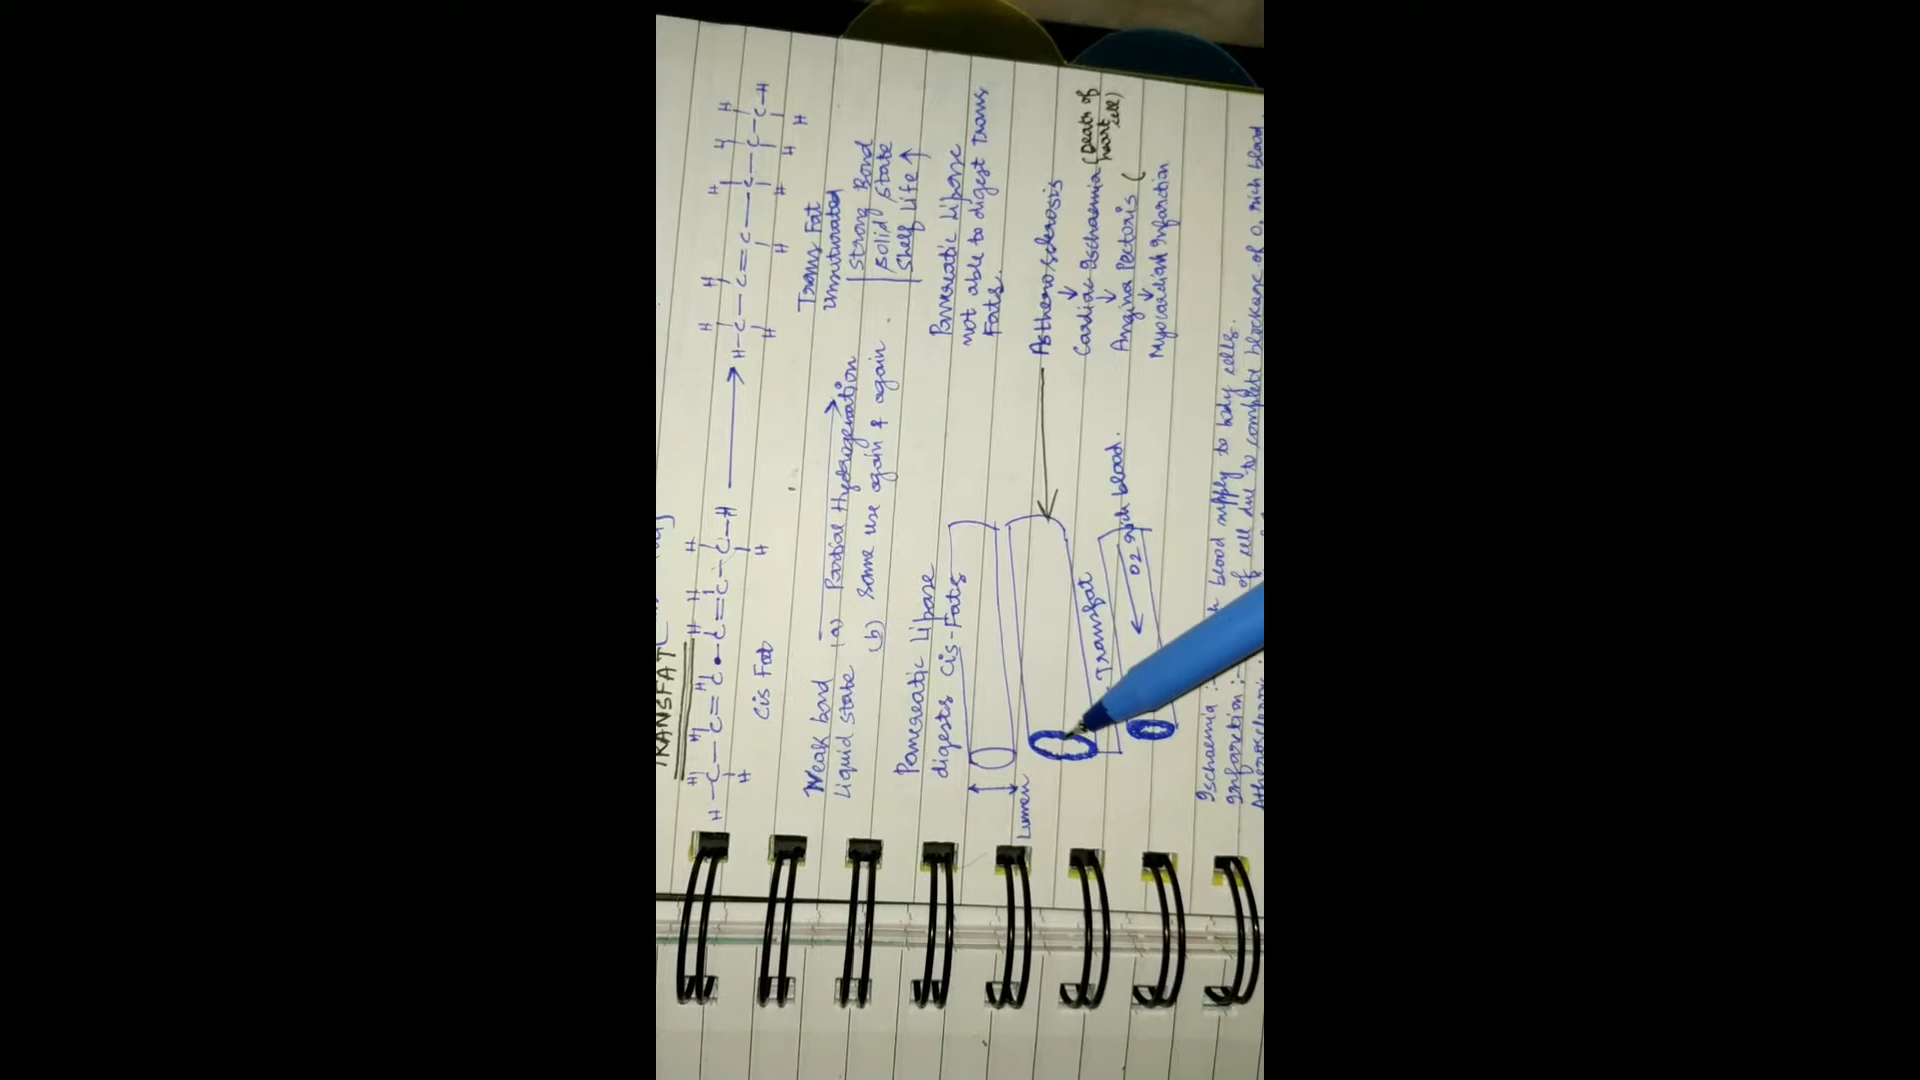 TRANSFAT
H H H H H
H-C-C=C-C=C-C-H
H H
H H H H H
H-C-C=C-C-C-C-C-H
H H H H H
Cis Fat
Trans Fat
Unsaturated
Weak bond
Liquid state
(a) Partial Hydrogenation
(b) Same use again & again
Strong Bond
Solid State
Shelf Life ↑
Pancreatic Lipase
digests Cis-Fats
Pancreatic Lipase
not able to digest Trans
Fats.
Lumen
Transfat
O2 rich blood.
Atherosclerosis
↓
Cardiac Ischaemia (Death of
heart cell)
↓
Angina Pectoris (
↓
Myocardial Infarction
Ischaemia :- blood supply to body cells.
Infarction :- of cell due to complete blockage of O2 rich blood